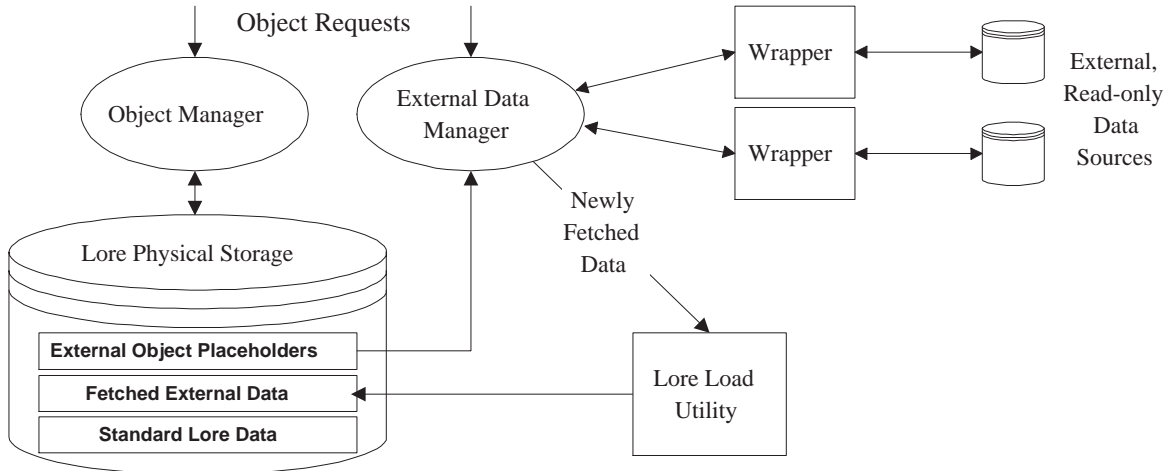 Object Requests
Object Manager
External Data
Manager
Wrapper
Wrapper
External,
Read-only
Data
Sources
Newly
Fetched
Data
Lore Physical Storage
External Object Placeholders
Fetched External Data
Standard Lore Data
Lore Load
Utility